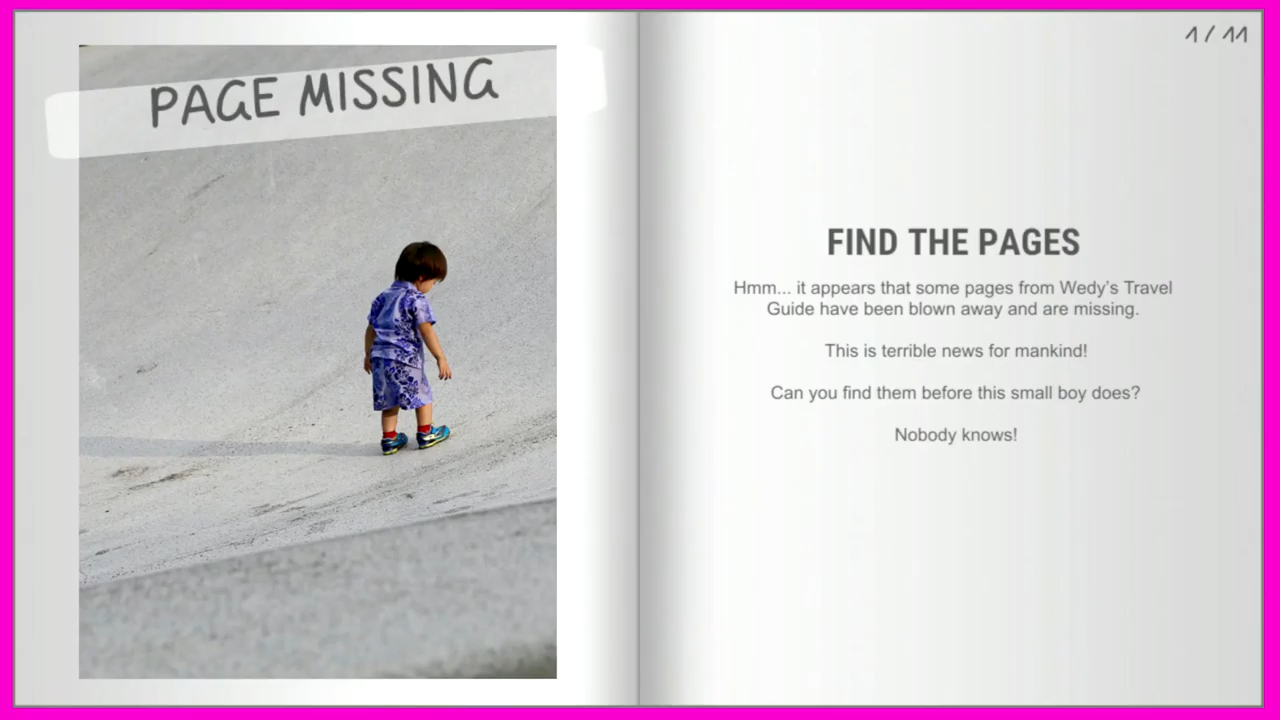 PAGE MISSING
1 / 11
FIND THE PAGES
Hmm... it appears that some pages from Wedy's Travel
Guide have been blown away and are missing.
This is terrible news for mankind!
Can you find them before this small boy does?
Nobody knows!